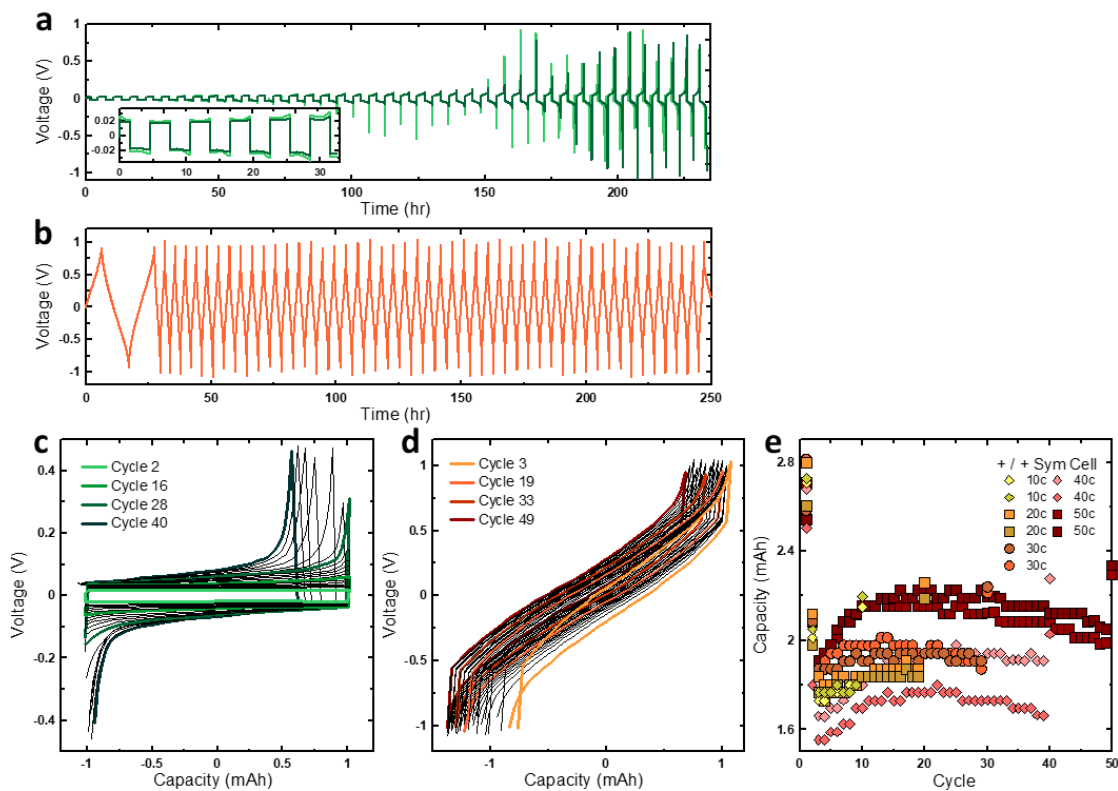 a
Voltage (V)
1
0.5
0
-0.5
-1
0.02
0
-0.02
0 10 20 30
0 50 100 150 200
Time (hr)
b
Voltage (V)
1
0.5
0
-0.5
-1
0 50 100 150 200 250
Time (hr)
c
Voltage (V)
0.4
0.2
0
-0.2
-0.4
Cycle 2
Cycle 16
Cycle 28
Cycle 40
-1 -0.5 0 0.5 1
Capacity (mAh)
d
Voltage (V)
1
0.5
0
-0.5
-1
Cycle 3
Cycle 19
Cycle 33
Cycle 49
-1 0 1
Capacity (mAh)
e
Capacity (mAh)
2.8
2.4
2
1.6
+ / + Sym Cell
10c 40c
10c 40c
20c 50c
20c 50c
30c
30c
0 10 20 30 40 50
Cycle